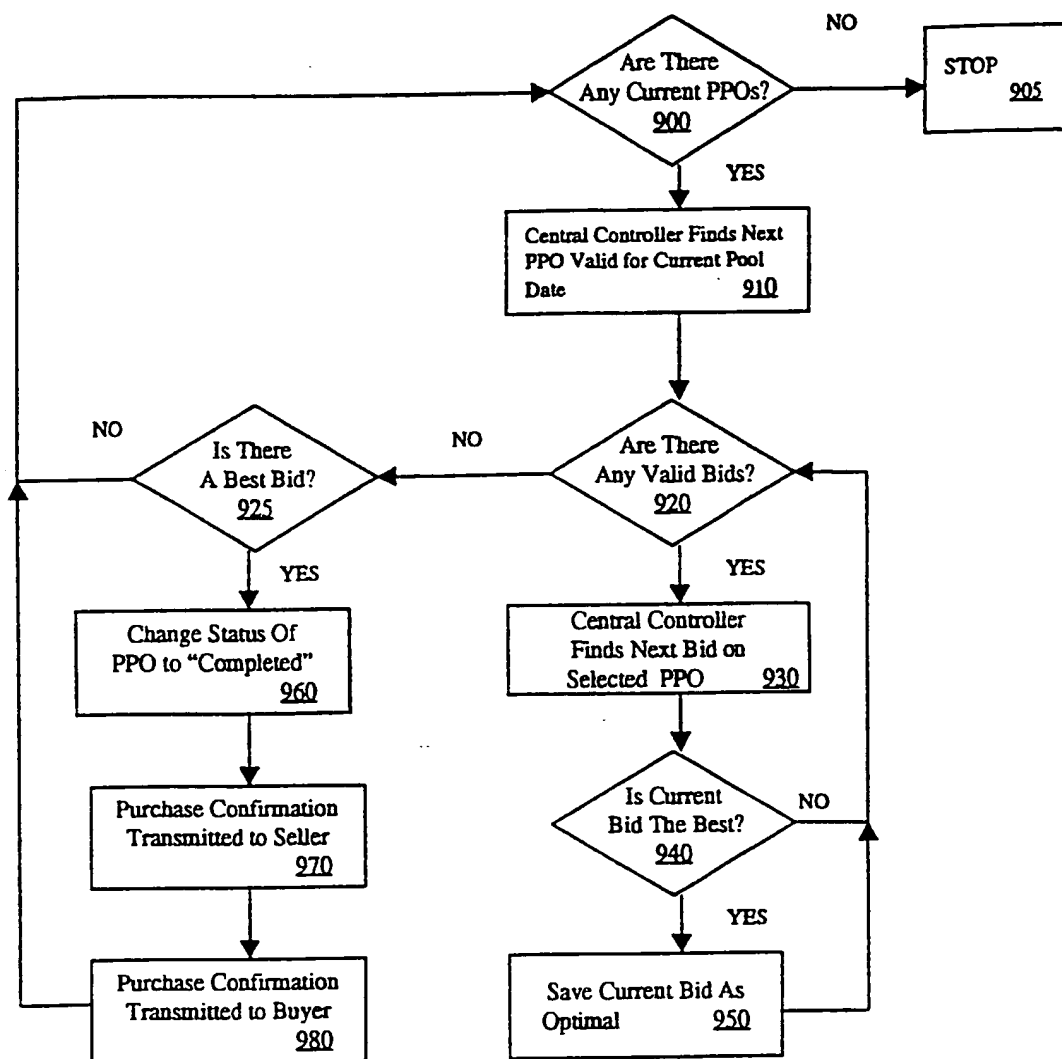 NO
Are There
Any Current PPOs?
900
STOP
905
YES
Central Controller Finds Next
PPO Valid for Current Pool
Date 910
NO
Is There
A Best Bid?
925
NO
Are There
Any Valid Bids?
920
YES
YES
Change Status Of
PPO to “Completed”
960
Central Controller
Finds Next Bid on
Selected PPO 930
Purchase Confirmation
Transmitted to Seller
970
Is Current
Bid The Best?
940
NO
YES
Purchase Confirmation
Transmitted to Buyer
980
Save Current Bid As
Optimal 950